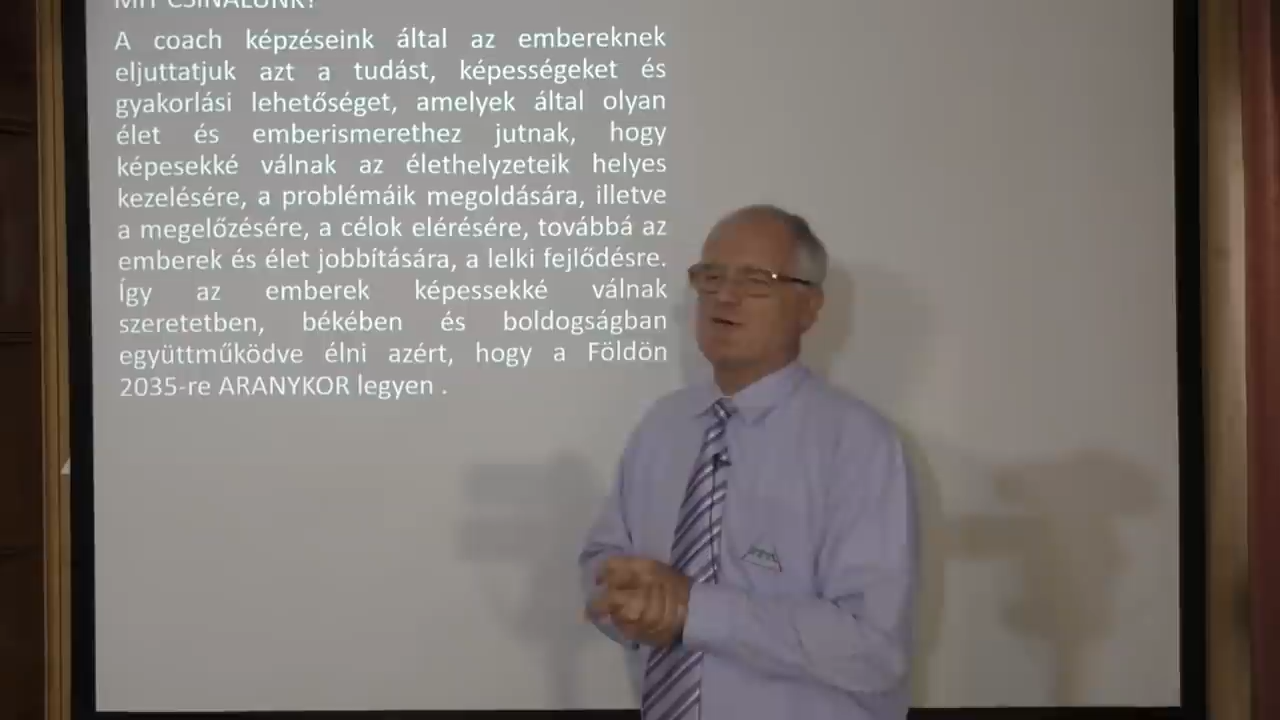 MIT CSINÁLUNK?
A coach képzéseink által az embereknek
eljuttatjuk azt a tudást, képességeket és
gyakorlási lehetőséget, amelyek által olyan
élet és emberismerethez jutnak, hogy
képesekké válnak az élethelyzeteik helyes
kezelésére, a problémáik megoldására, illetve
a megelőzésére, a célok elérésére, továbbá az
emberek és élet jobbítására, a lelki fejlődésre.
Így az emberek képessekké válnak
szeretetben, békében és boldogságban
együttműködve élni azért, hogy a Földön
2035-re ARANYKOR legyen .